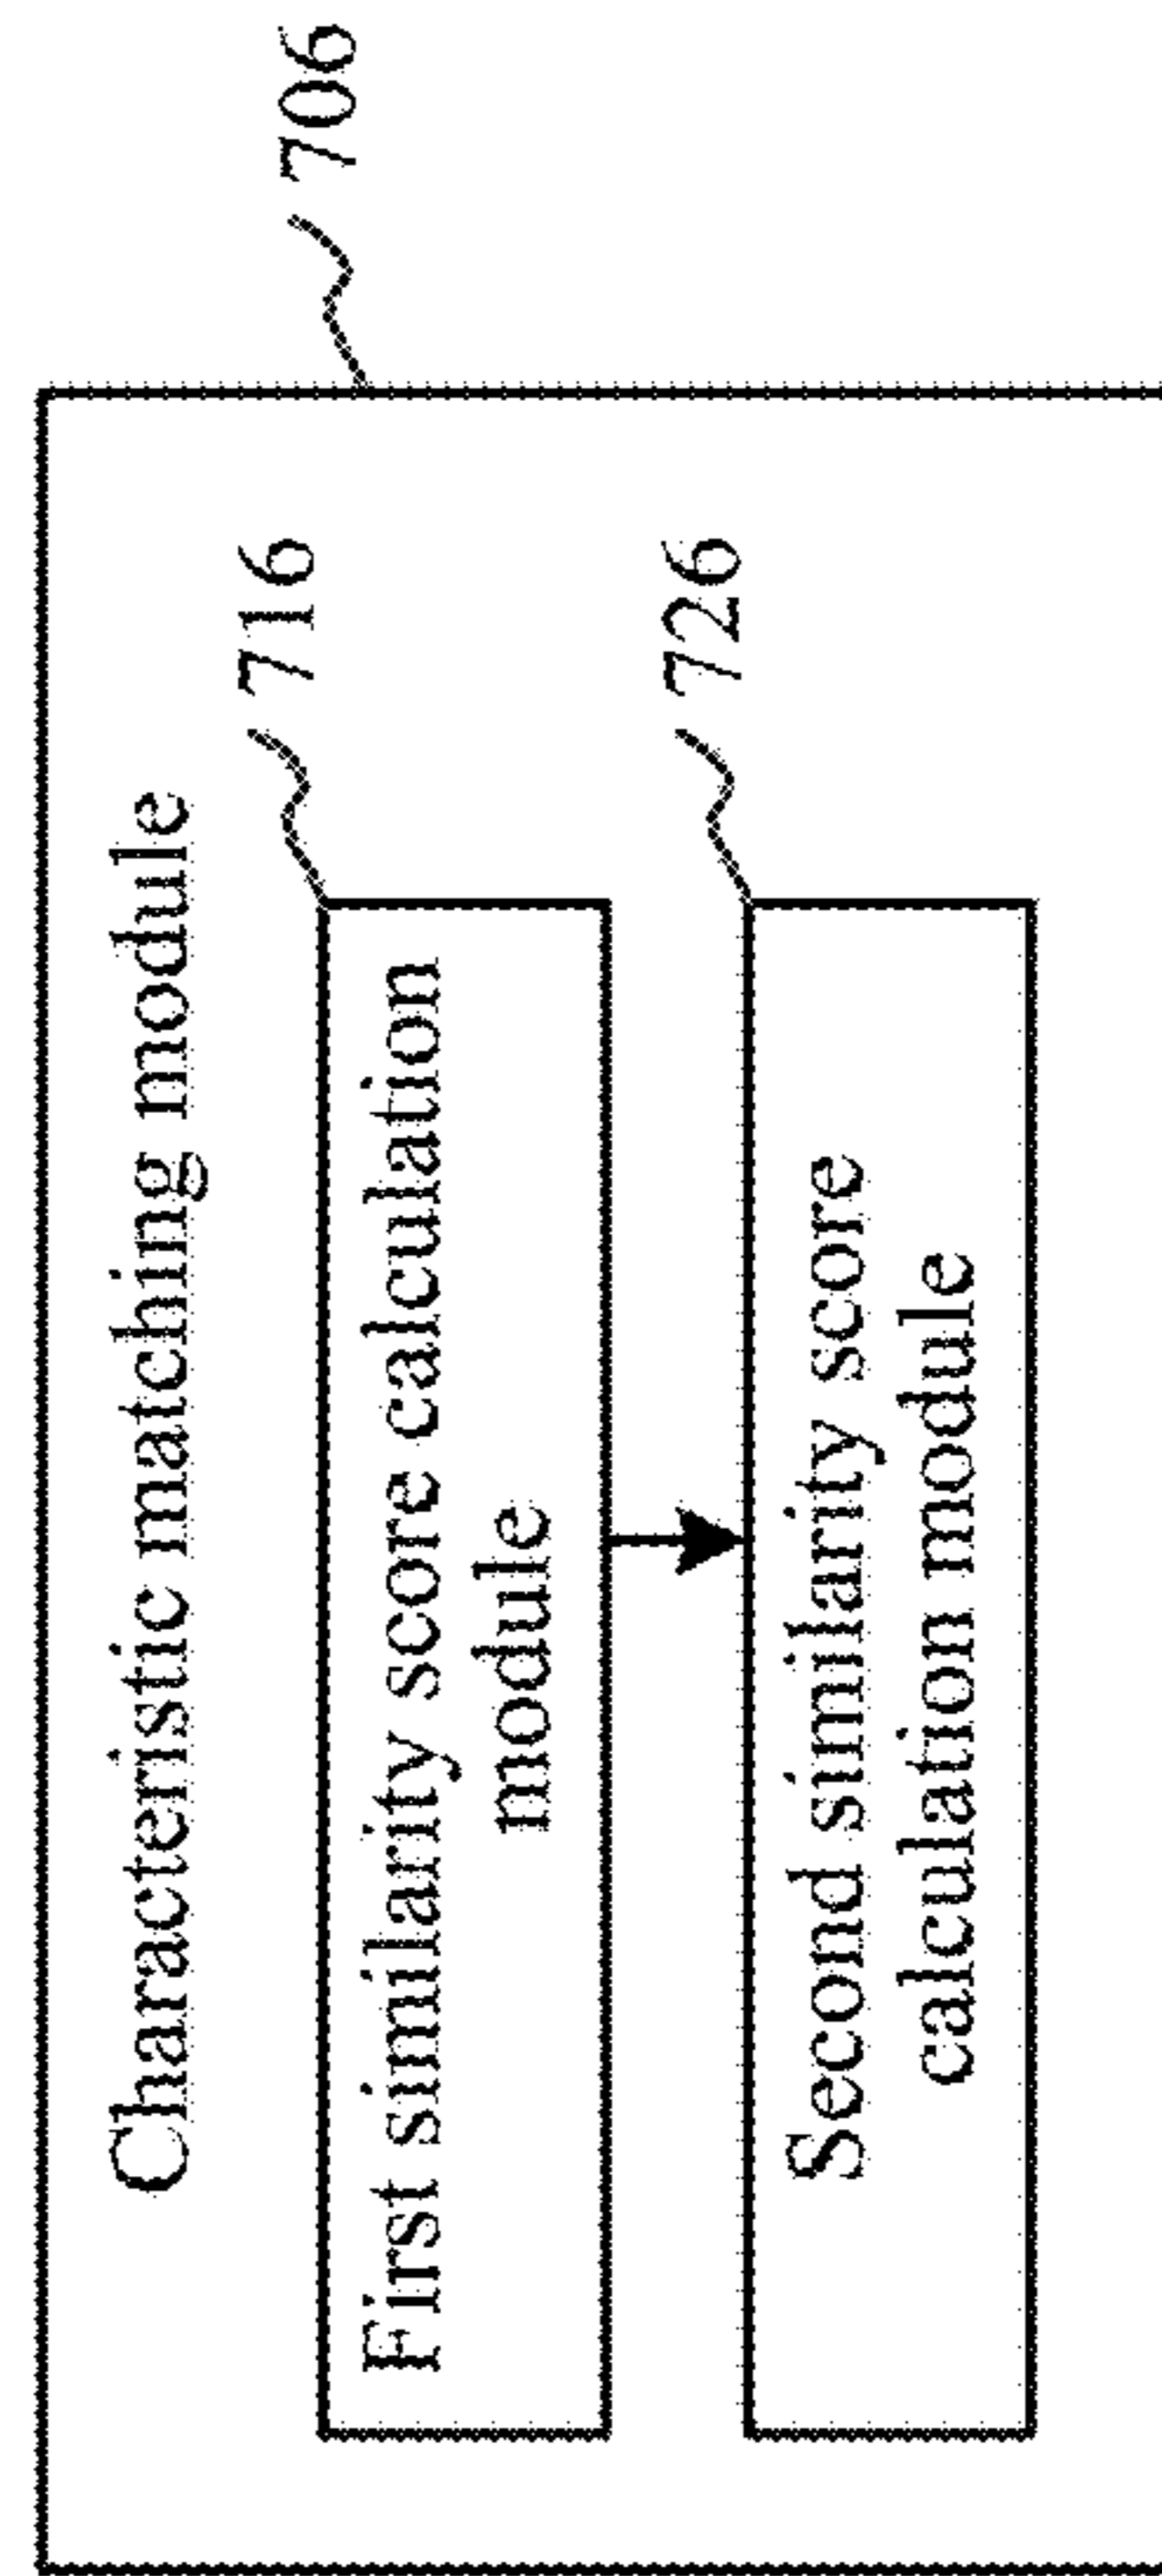 706
Characteristic matching module
716
First similarity score calculation
module
726
Second similarity score
calculation module